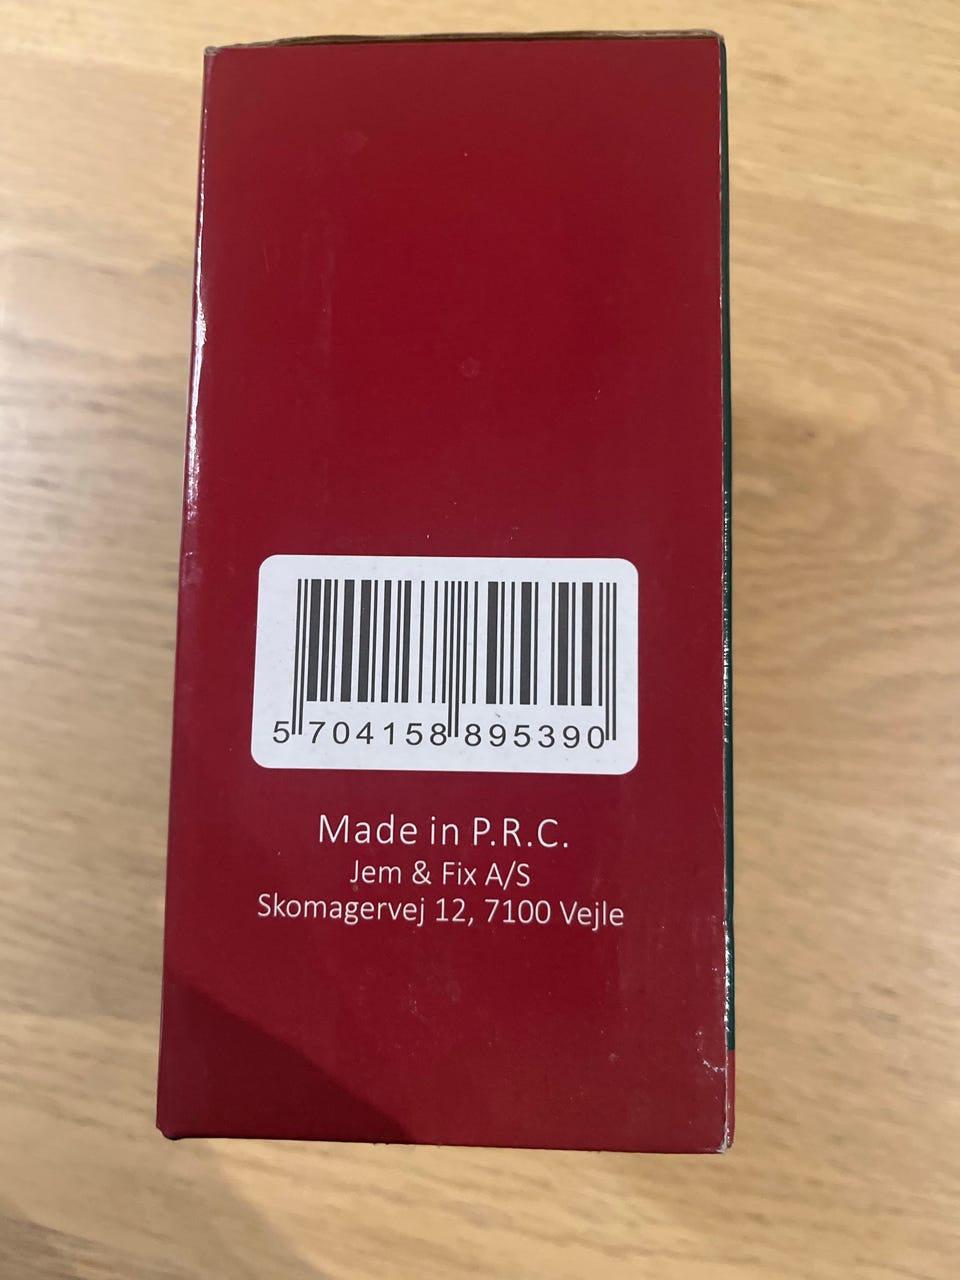 5 704158 895390
Made in P.R.C.
Jem & Fix A/S
Skomagervej 12, 7100 Vejle